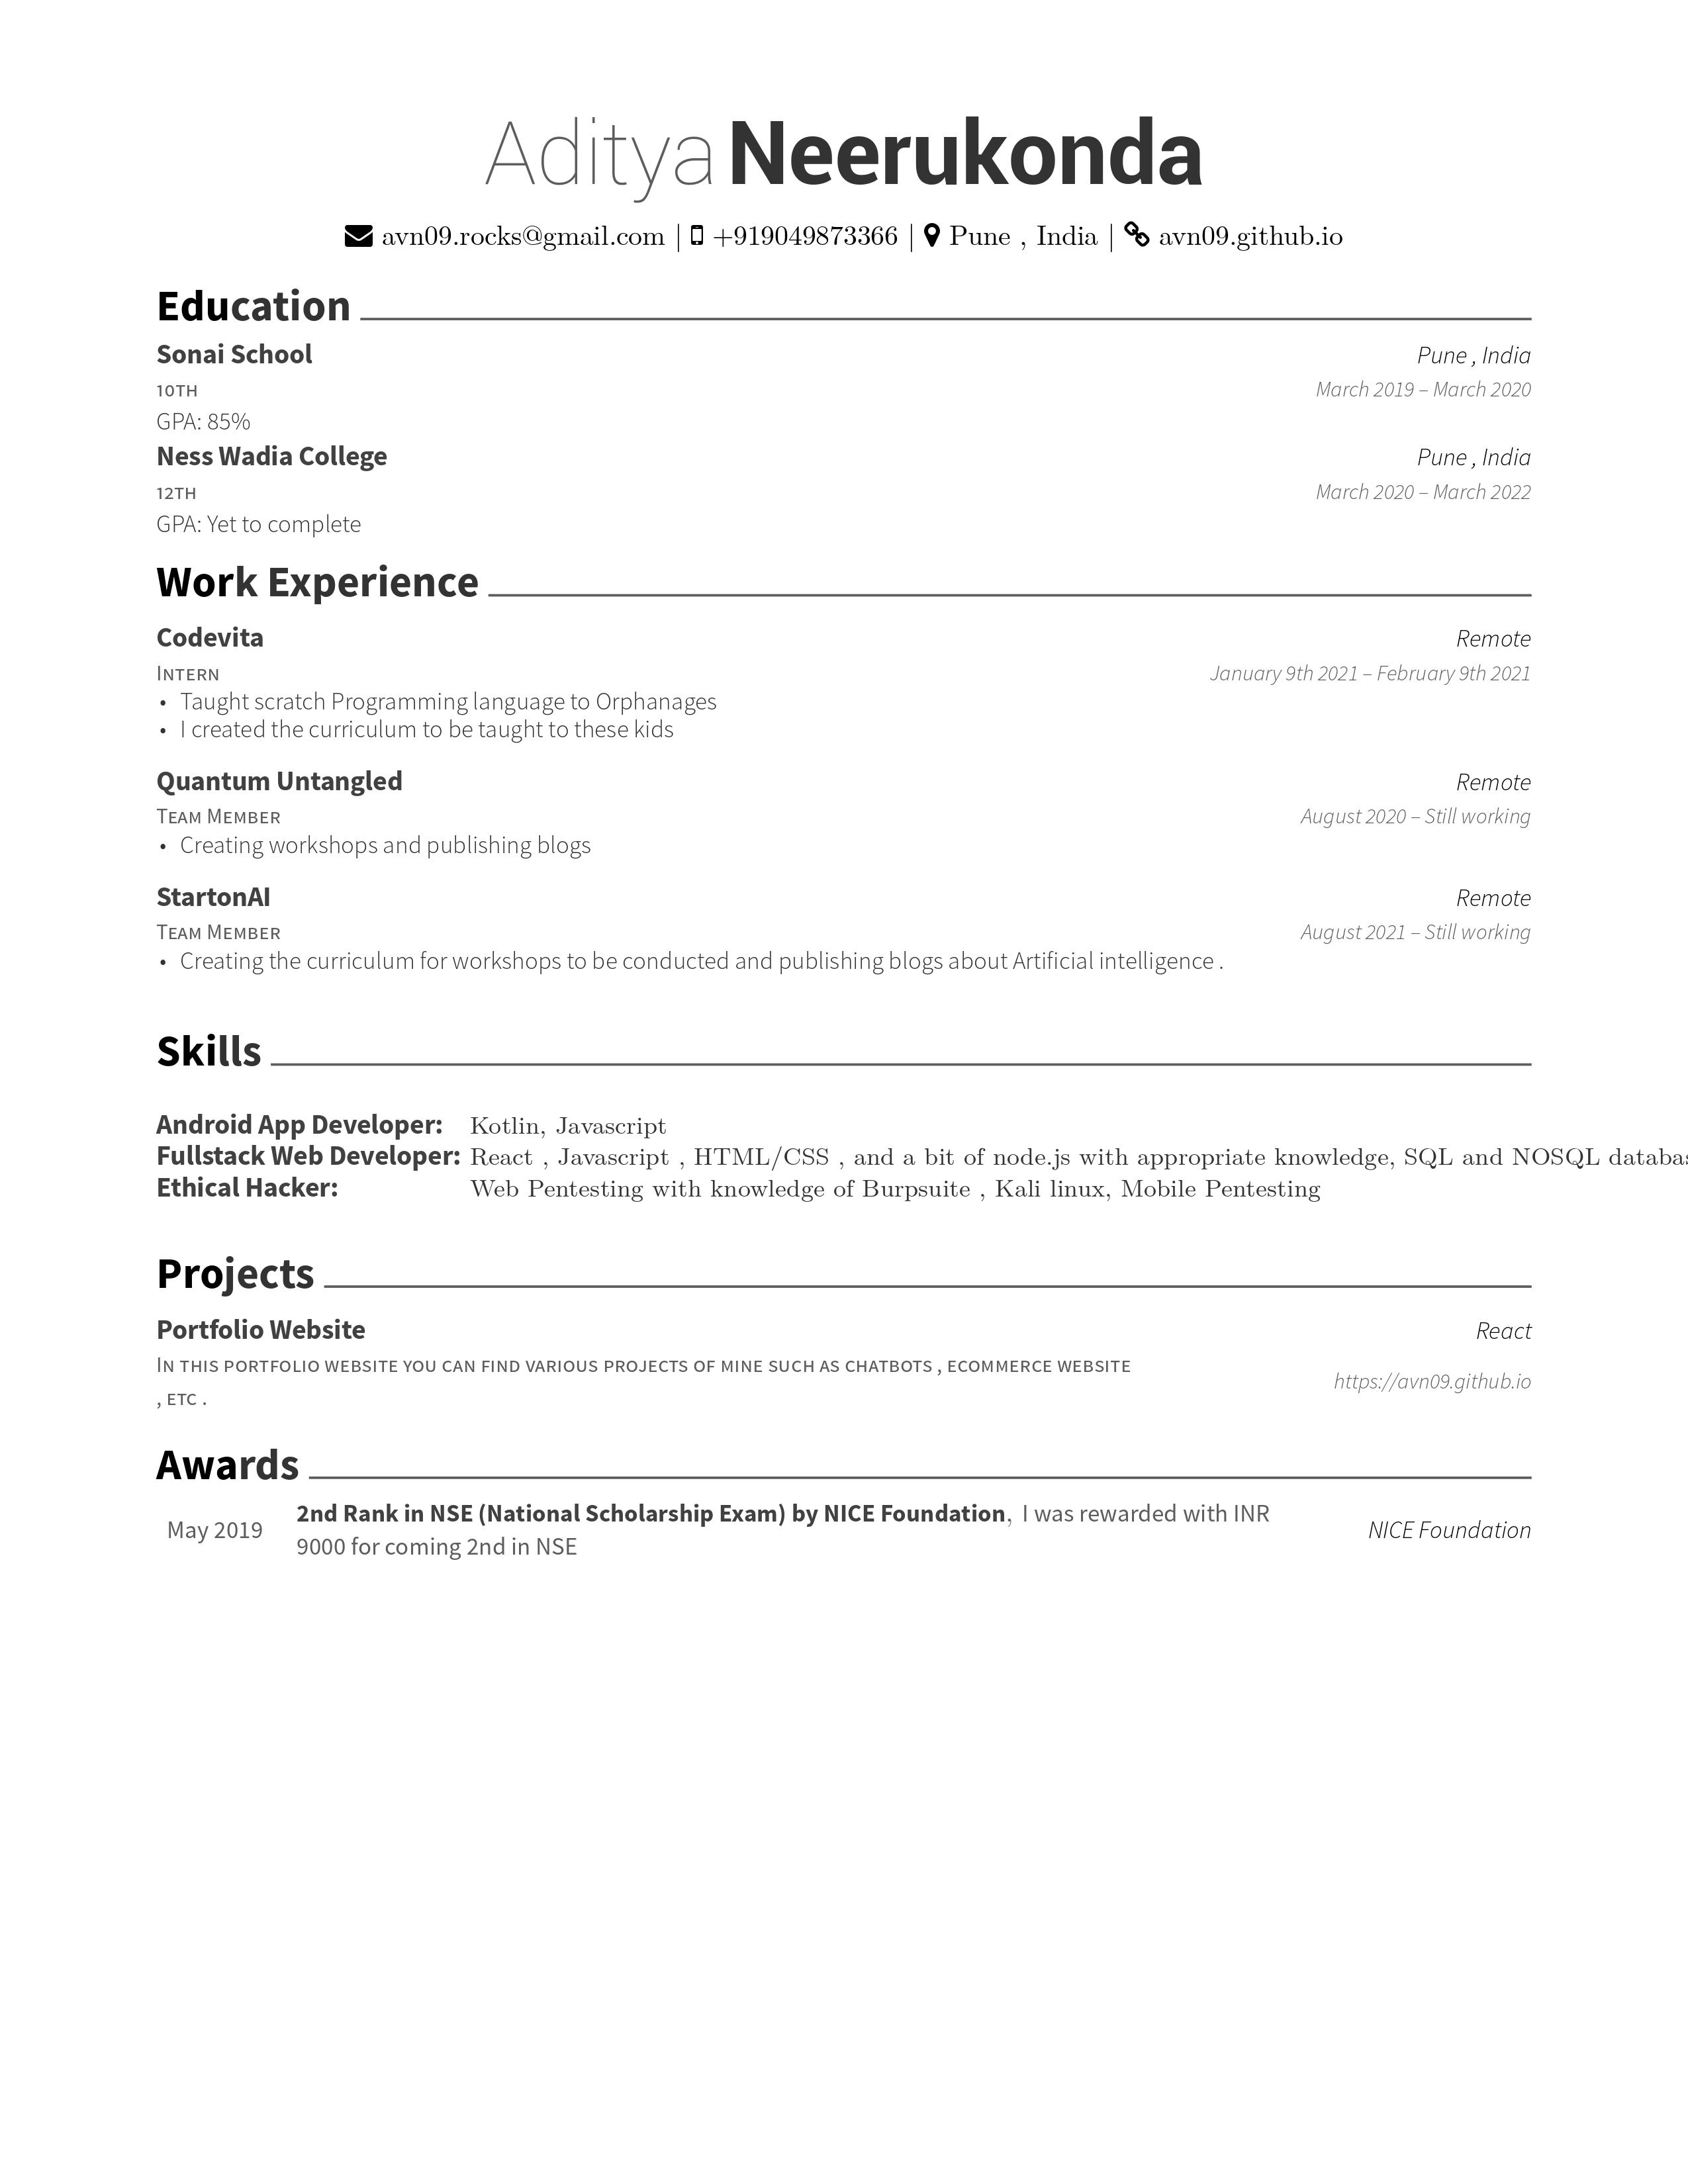 Aditya Neerukonda
avn09.rocks@gmail.com | +919049873366 | Pune , India | avn09.github.io
Education
Sonai School Pune , India
10TH March 2019 – March 2020
GPA: 85%
Ness Wadia College Pune , India
12TH March 2020 – March 2022
GPA: Yet to complete
Work Experience
Codevita Remote
Intern January 9th 2021 – February 9th 2021
• Taught scratch Programming language to Orphanages
• I created the curriculum to be taught to these kids
Quantum Untangled Remote
Team Member August 2020 – Still working
• Creating workshops and publishing blogs
StartonAI Remote
Team Member August 2021 – Still working
• Creating the curriculum for workshops to be conducted and publishing blogs about Artificial intelligence .
Skills
Android App Developer: Kotlin, Javascript
Fullstack Web Developer: React , Javascript , HTML/CSS , and a bit of node.js with appropriate knowledge, SQL and NOSQL
Ethical Hacker: Web Pentesting with knowledge of Burpsuite , Kali linux, Mobile Pentesting
Projects
Portfolio Website React
In this portfolio website you can find various projects of mine such as chatbots , ecommerce website
, etc . https://avn09.github.io
Awards
May 2019 2nd Rank in NSE (National Scholarship Exam) by NICE Foundation, I was rewarded with INR
9000 for coming 2nd in NSE NICE Foundation